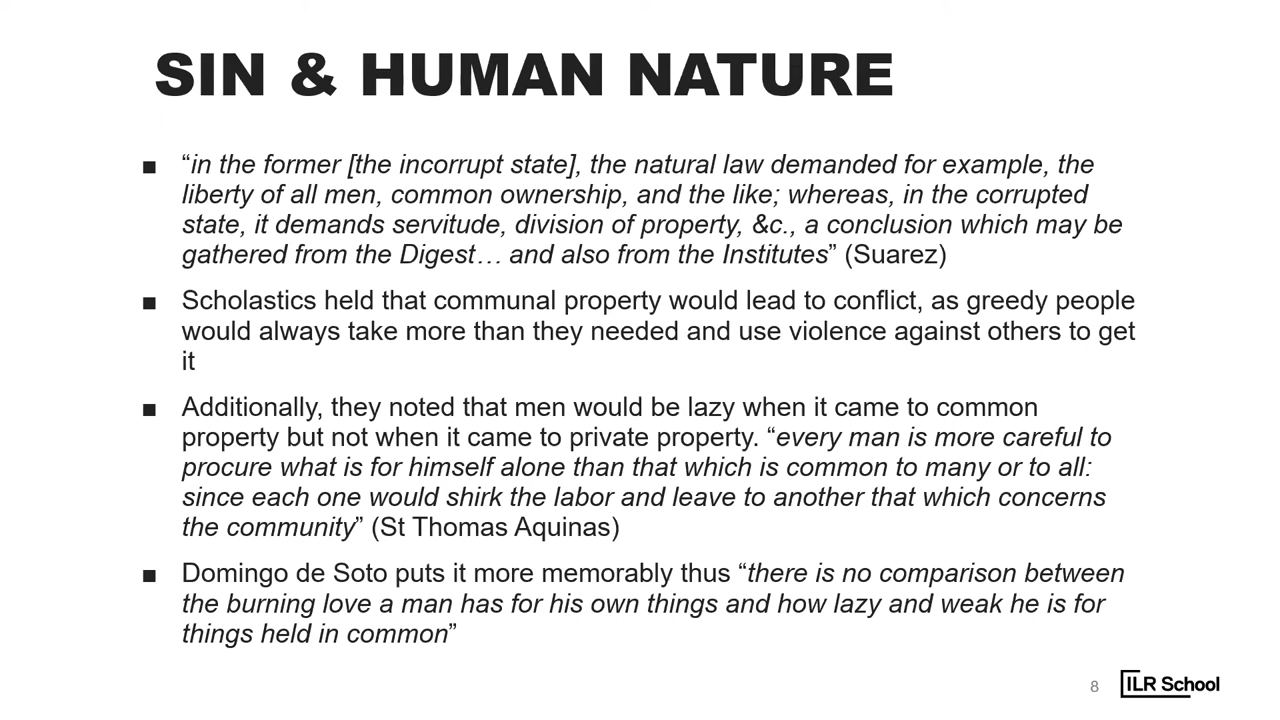 SIN & HUMAN NATURE
▪ “in the former [the incorrupt state], the natural law demanded for example, the
liberty of all men, common ownership, and the like; whereas, in the corrupted
state, it demands servitude, division of property, &c., a conclusion which may be
gathered from the Digest… and also from the Institutes” (Suarez)
▪ Scholastics held that communal property would lead to conflict, as greedy people
would always take more than they needed and use violence against others to get
it
▪ Additionally, they noted that men would be lazy when it came to common
property but not when it came to private property. “every man is more careful to
procure what is for himself alone than that which is common to many or to all:
since each one would shirk the labor and leave to another that which concerns
the community” (St Thomas Aquinas)
▪ Domingo de Soto puts it more memorably thus “there is no comparison between
the burning love a man has for his own things and how lazy and weak he is for
things held in common”
8
ILR School